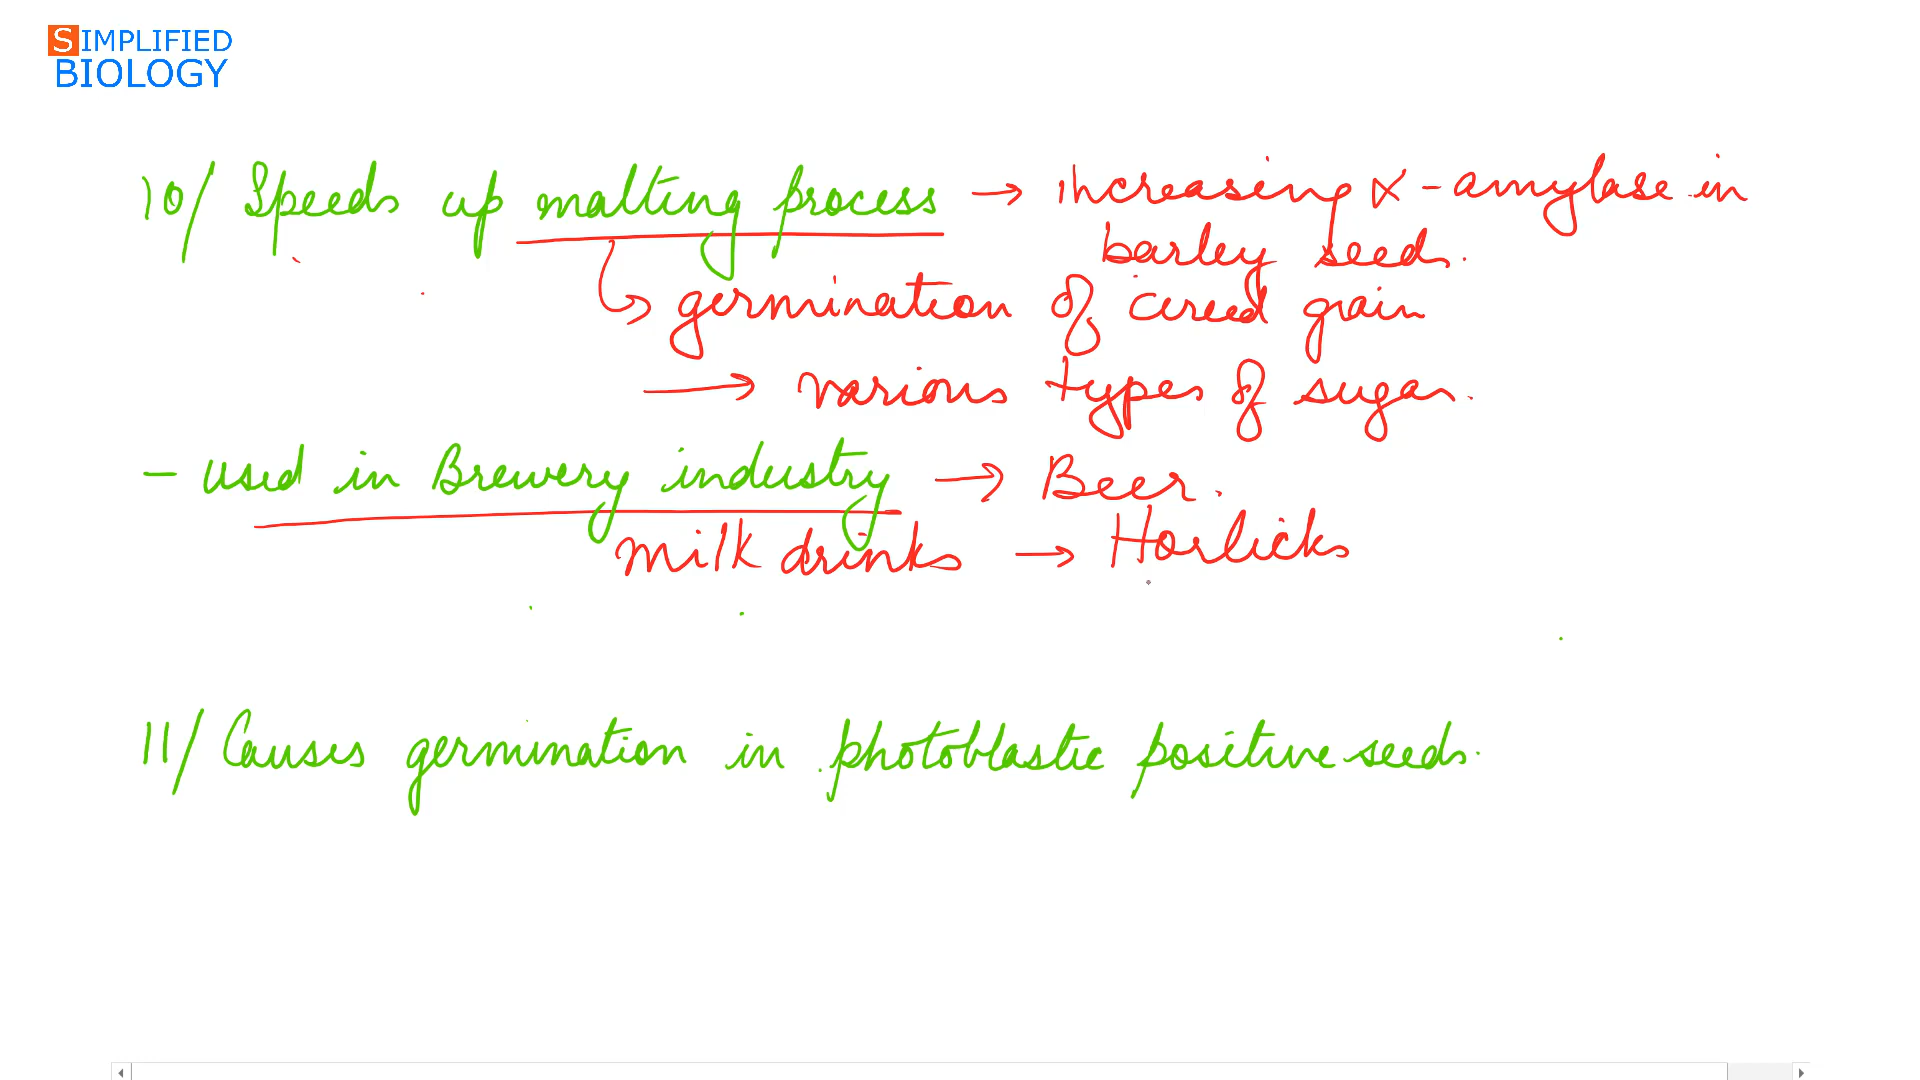 SIMPLIFIED
BIOLOGY
10/ Speeds up malting process → increasing α-amylase in
barley seed.
↳ germination of cereal grain
→ various types of sugar.
- used in Brewery industry → Beer.
milk drinks → Horlicks
11/ Causes germination in photoblastic positive seeds.